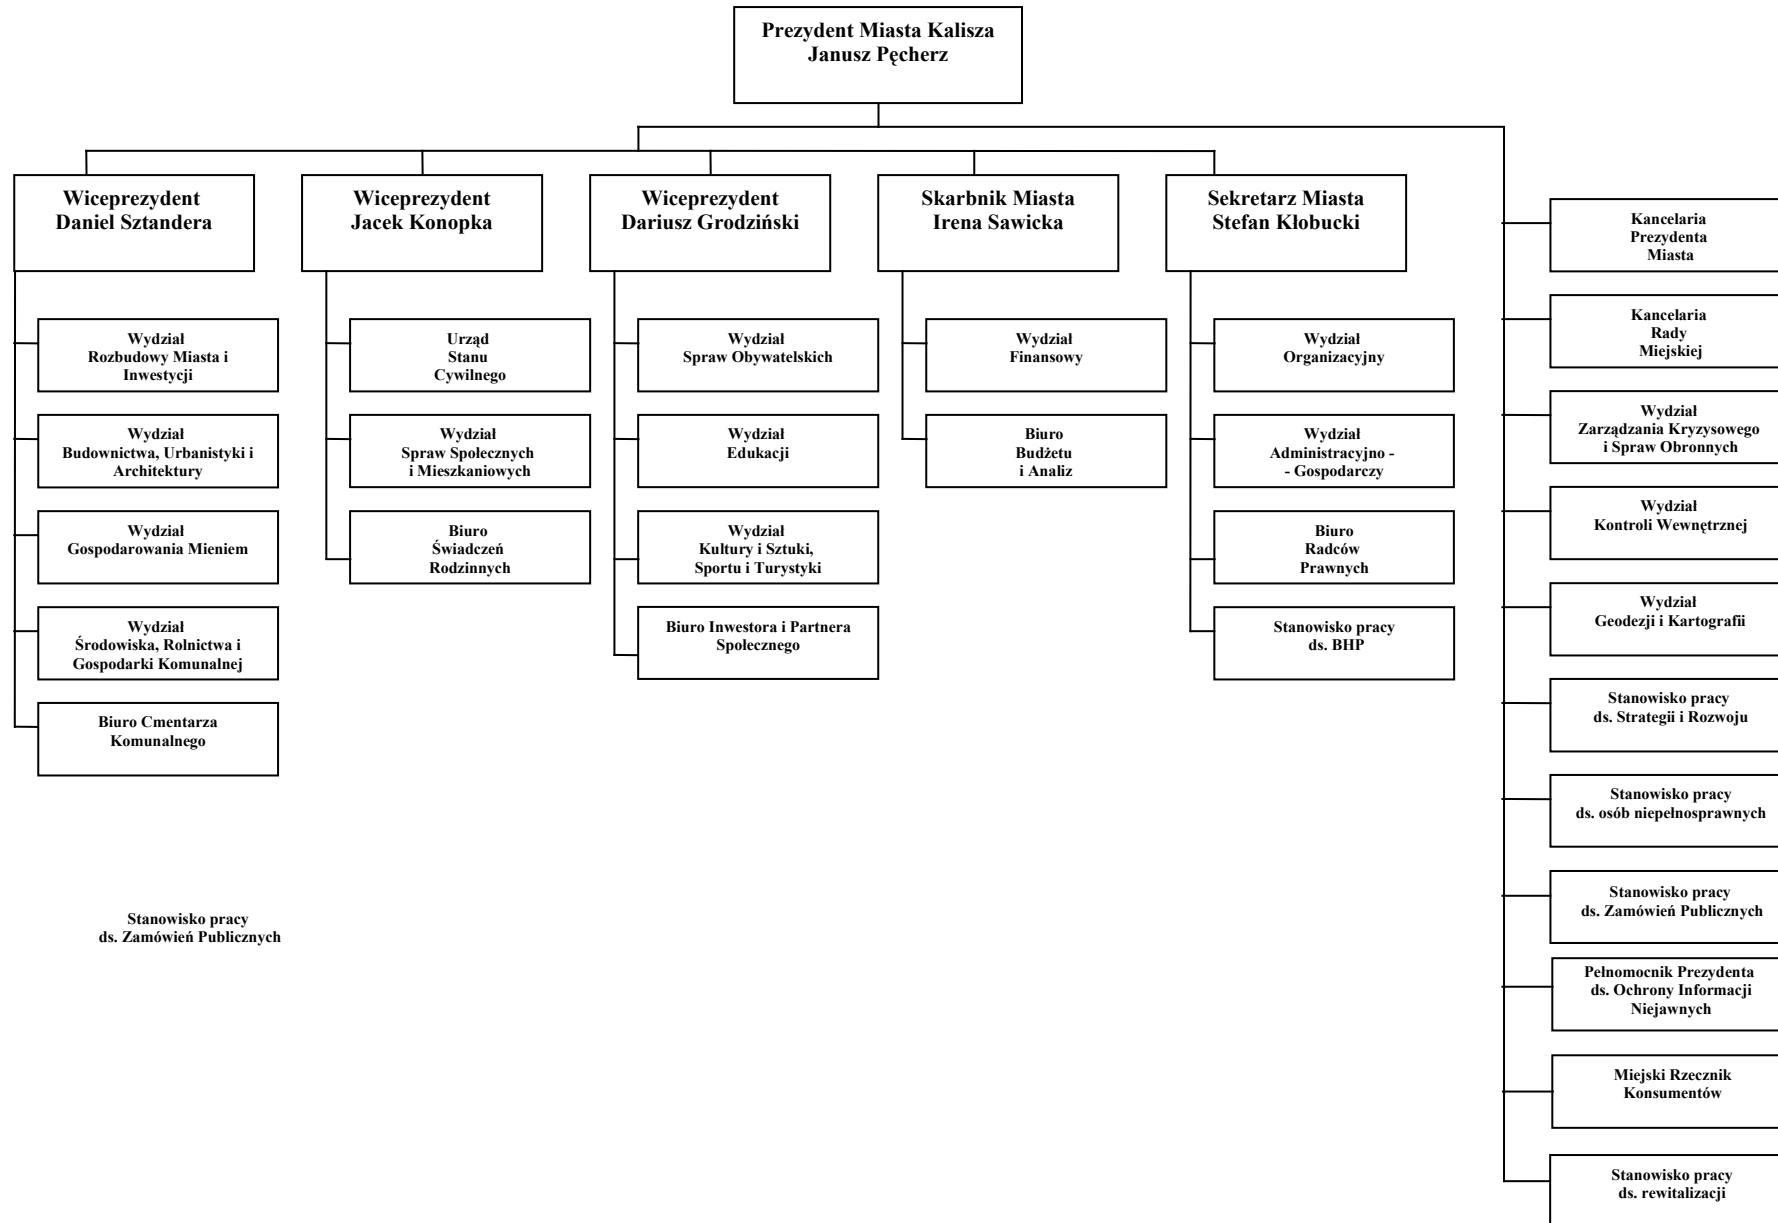 Prezydent Miasta Kalisza
Janusz Pęcherz
Wiceprezydent
Daniel Sztandera
Wiceprezydent
Jacek Konopka
Wiceprezydent
Dariusz Grodziński
Skarbnik Miasta
Irena Sawicka
Sekretarz Miasta
Stefan Kłobucki
Wydział
Rozbudowy Miasta i
Inwestycji
Wydział
Budownictwa, Urbanistyki i
Architektury
Wydział
Gospodarowania Mieniem
Wydział
Środowiska, Rolnictwa i
Gospodarki Komunalnej
Biuro Cmentarza
Komunalnego
Urząd
Stanu
Cywilnego
Wydział
Spraw Społecznych
i Mieszkaniowych
Biuro
Świadczeń
Rodzinnych
Wydział
Spraw Obywatelskich
Wydział
Edukacji
Wydział
Kultury i Sztuki,
Sportu i Turystyki
Biuro Inwestora i Partnera
Społecznego
Wydział
Finansowy
Biuro
Budżetu
i Analiz
Wydział
Organizacyjny
Wydział
Administracyjno -
- Gospodarczy
Biuro
Radców
Prawnych
Stanowisko pracy
ds. BHP
Kancelaria
Prezydenta
Miasta
Kancelaria
Rady
Miejskiej
Wydział
Zarządzania Kryzysowego
i Spraw Obronnych
Wydział
Kontroli Wewnętrznej
Wydział
Geodezji i Kartografii
Stanowisko pracy
ds. Strategii i Rozwoju
Stanowisko pracy
ds. osób niepełnosprawnych
Stanowisko pracy
ds. Zamówień Publicznych
Pełnomocnik Prezydenta
ds. Ochrony Informacji
Niejawnych
Miejski Rzecznik
Konsumentów
Stanowisko pracy
ds. rewitalizacji
Stanowisko pracy
ds. Zamówień Publicznych